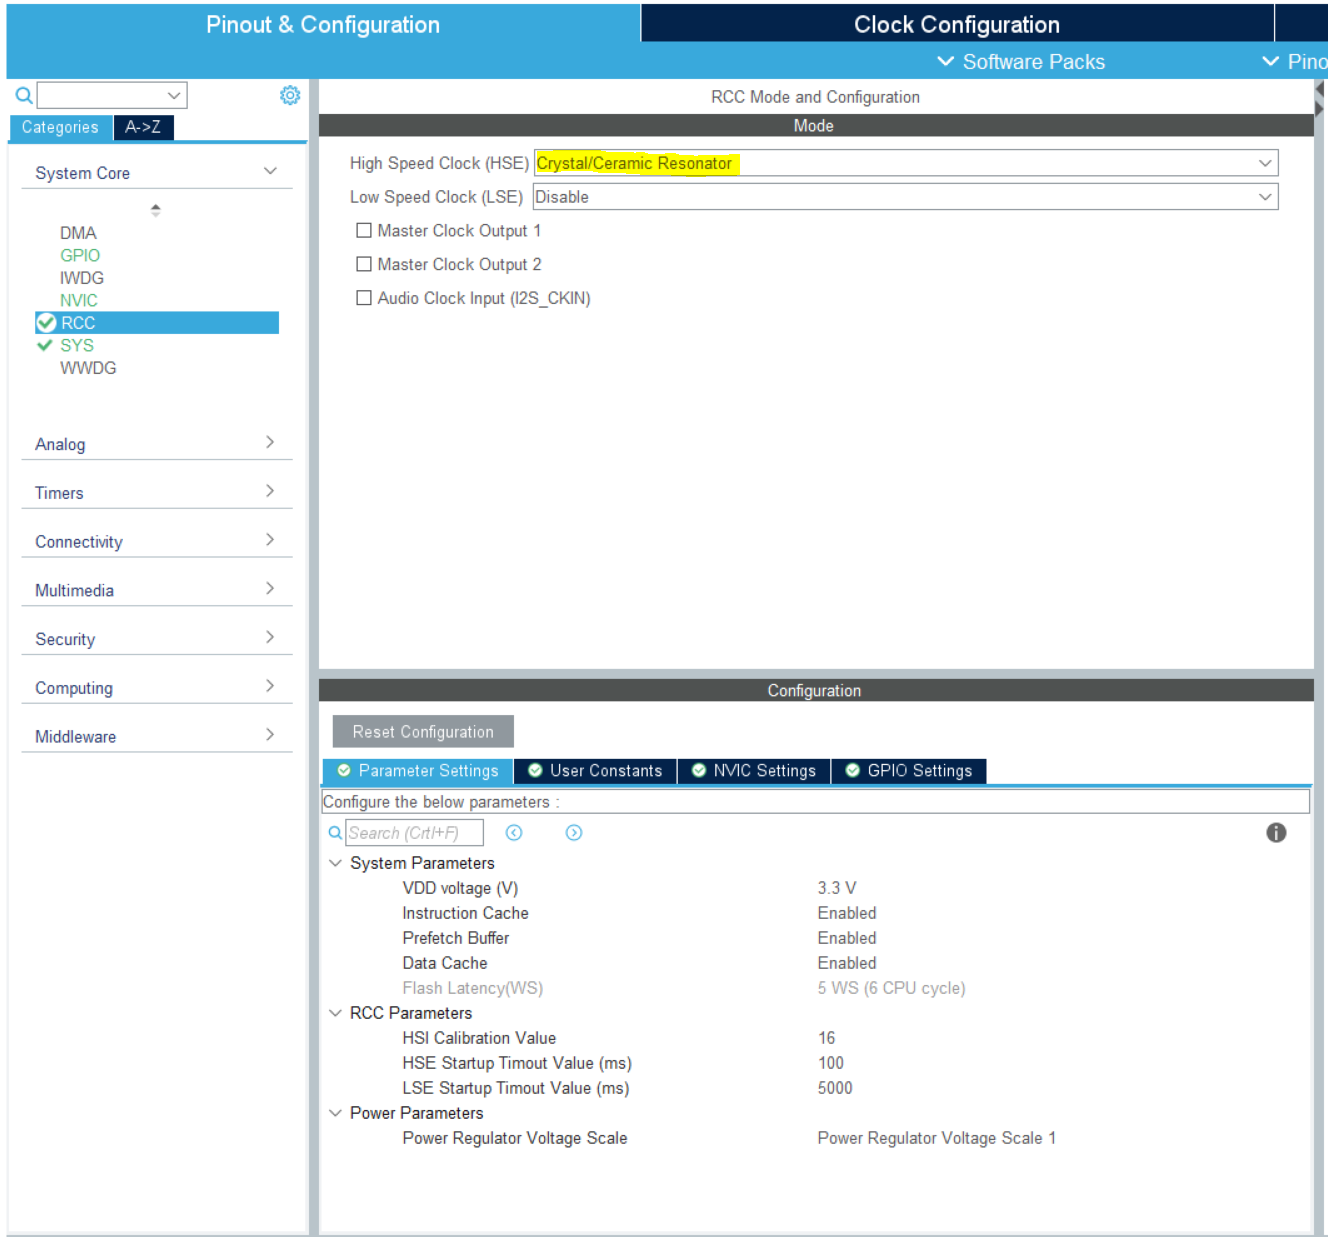 Pinout & Configuration
Clock Configuration
Software Packs
Pino
Categories
A->Z
System Core
DMA
GPIO
IWDG
NVIC
RCC
SYS
WWDG
Analog
Timers
Connectivity
Multimedia
Security
Computing
Middleware
RCC Mode and Configuration
Mode
High Speed Clock (HSE) Crystal/Ceramic Resonator
Low Speed Clock (LSE) Disable
Master Clock Output 1
Master Clock Output 2
Audio Clock Input (I2S_CKIN)
Configuration
Reset Configuration
Parameter Settings
User Constants
NVIC Settings
GPIO Settings
Configure the below parameters :
Search (Crtl+F)
System Parameters
VDD voltage (V) 3.3 V
Instruction Cache Enabled
Prefetch Buffer Enabled
Data Cache Enabled
Flash Latency(WS) 5 WS (6 CPU cycle)
RCC Parameters
HSI Calibration Value 16
HSE Startup Timout Value (ms) 100
LSE Startup Timout Value (ms) 5000
Power Parameters
Power Regulator Voltage Scale Power Regulator Voltage Scale 1